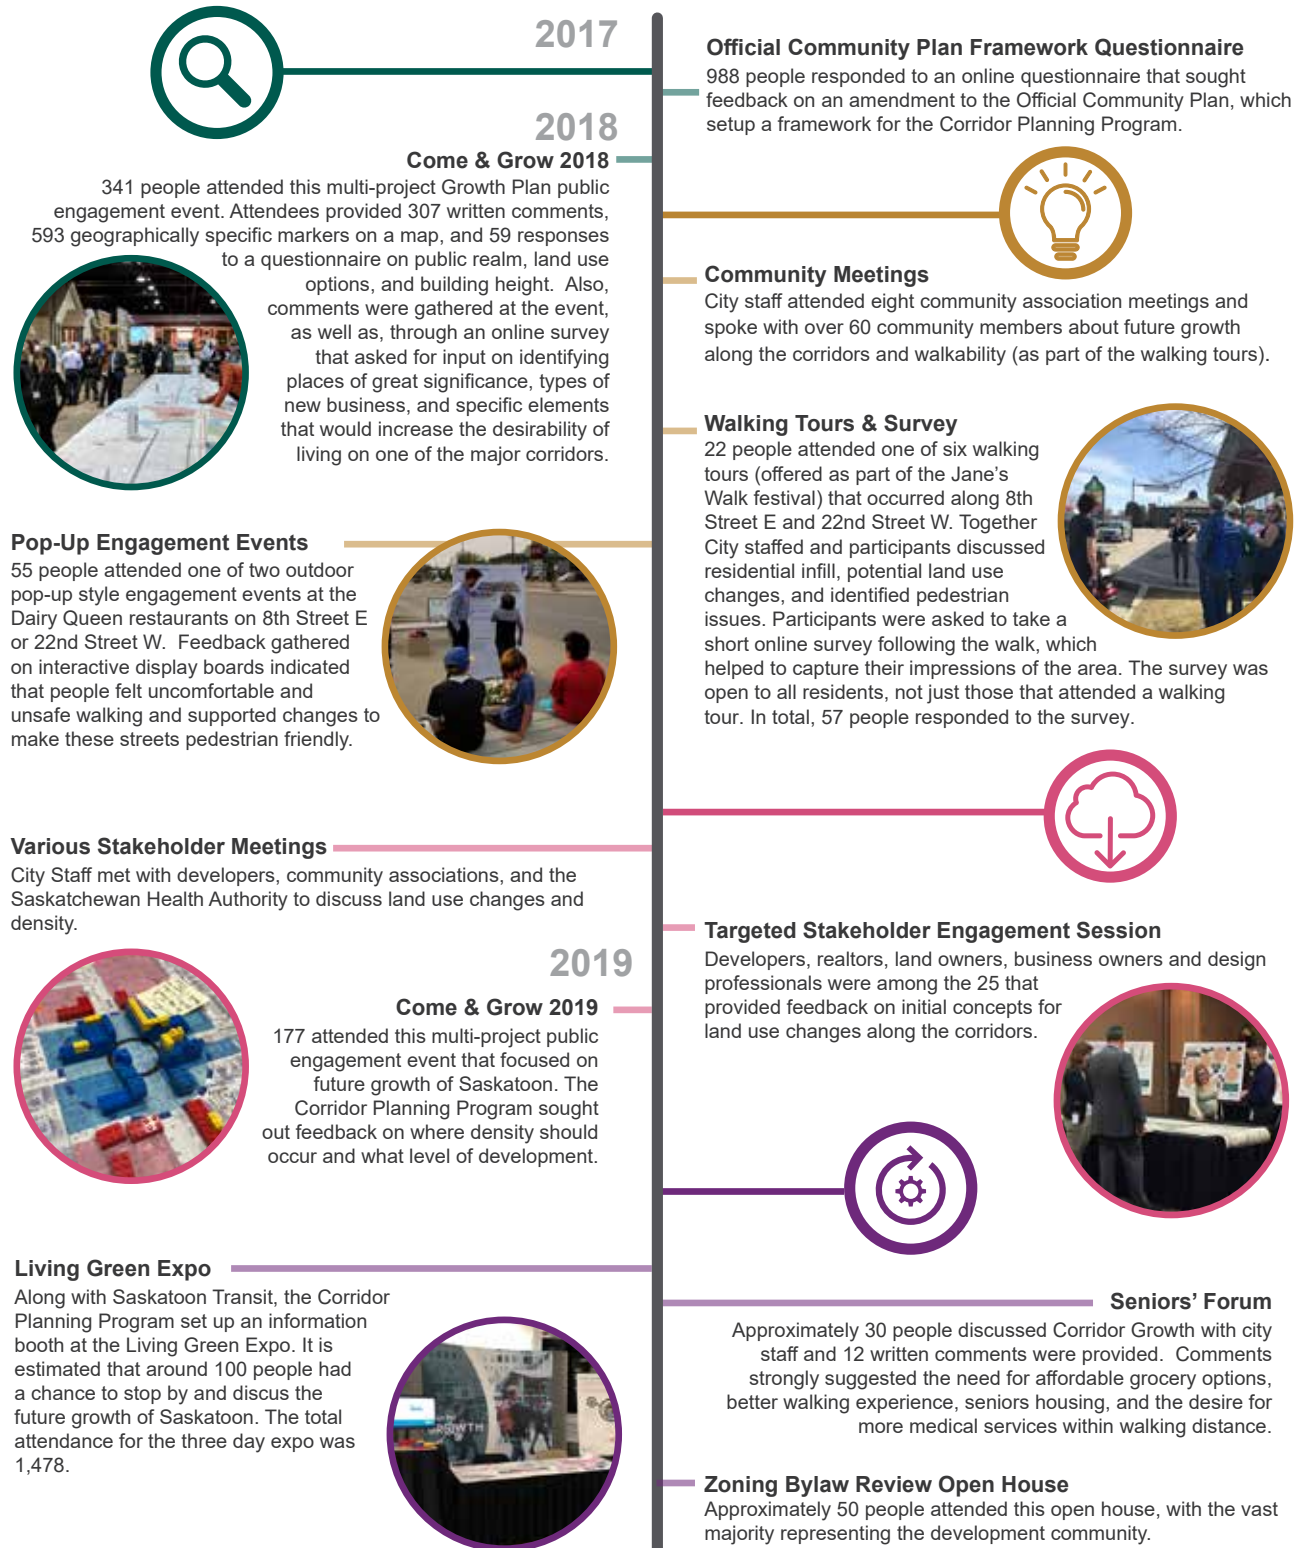 2017
Official Community Plan Framework Questionnaire
988 people responded to an online questionnaire that sought
feedback on an amendment to the Official Community Plan, which
setup a framework for the Corridor Planning Program.
2018
Come & Grow 2018
341 people attended this multi-project Growth Plan public
engagement event. Attendees provided 307 written comments,
593 geographically specific markers on a map, and 59 responses
to a questionnaire on public realm, land use
options, and building height. Also,
comments were gathered at the event,
as well as, through an online survey
that asked for input on identifying
places of great significance, types of
new business, and specific elements
that would increase the desirability of
living on one of the major corridors.
Community Meetings
City staff attended eight community association meetings and
spoke with over 60 community members about future growth
along the corridors and walkability (as part of the walking tours).
Walking Tours & Survey
22 people attended one of six walking
tours (offered as part of the Jane's
Walk festival) that occurred along 8th
Street E and 22nd Street W. Together
City staffed and participants discussed
residential infill, potential land use
changes, and identified pedestrian
issues. Participants were asked to take a
short online survey following the walk, which
helped to capture their impressions of the area. The survey was
open to all residents, not just those that attended a walking
tour. In total, 57 people responded to the survey.
Pop-Up Engagement Events
55 people attended one of two outdoor
pop-up style engagement events at the
Dairy Queen restaurants on 8th Street E
or 22nd Street W. Feedback gathered
on interactive display boards indicated
that people felt uncomfortable and
unsafe walking and supported changes to
make these streets pedestrian friendly.
Various Stakeholder Meetings
City Staff met with developers, community associations, and the
Saskatchewan Health Authority to discuss land use changes and
density.
Targeted Stakeholder Engagement Session
Developers, realtors, land owners, business owners and design
professionals were among the 25 that
provided feedback on initial concepts for
land use changes along the corridors.
2019
Come & Grow 2019
177 attended this multi-project public
engagement event that focused on
future growth of Saskatoon. The
Corridor Planning Program sought
out feedback on where density should
occur and what level of development.
Living Green Expo
Along with Saskatoon Transit, the Corridor
Planning Program set up an information
booth at the Living Green Expo. It is
estimated that around 100 people had
a chance to stop by and discus the
future growth of Saskatoon. The total
attendance for the three day expo was
1,478.
GROWTH
Seniors' Forum
Approximately 30 people discussed Corridor Growth with city
staff and 12 written comments were provided. Comments
strongly suggested the need for affordable grocery options,
better walking experience, seniors housing, and the desire for
more medical services within walking distance.
Zoning Bylaw Review Open House
Approximately 50 people attended this open house, with the vast
majority representing the development community.